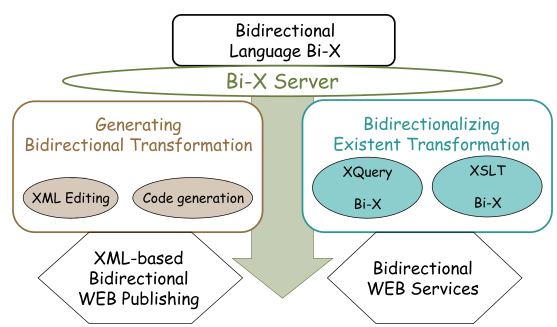 Bidirectional
Language Bi-X
Bi-X Server
Generating
Bidirectional Transformation
XML Editing
Code generation
Bidirectionalizing
Existent Transformation
XQuery
Bi-X
XSLT
Bi-X
XML-based
Bidirectional
WEB Publishing
Bidirectional
WEB Services